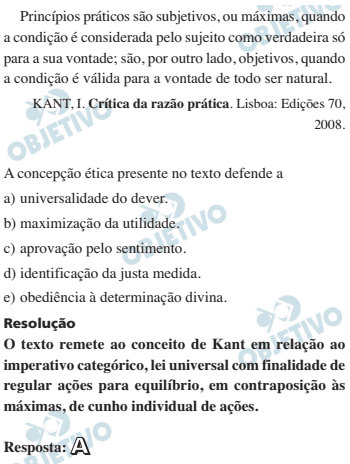 Princípios práticos são subjetivos, ou máximas, quando
a condição é considerada pelo sujeito como verdadeira só
para a sua vontade; são, por outro lado, objetivos, quando
a condição é válida para a vontade de todo ser natural.
KANT, I. Crítica da razão prática. Lisboa: Edições 70,
2008.
A concepção ética presente no texto defende a
a) universalidade do dever.
b) maximização da utilidade.
c) aprovação pelo sentimento.
d) identificação da justa medida.
e) obediência à determinação divina.
Resolução
O texto remete ao conceito de Kant em relação ao
imperativo categórico, lei universal com finalidade de
regular ações para equilíbrio, em contraposição às
máximas, de cunho individual de ações.
Resposta: A
OBJETIVO
OBJETIVO
OBJETIVO
OBJETIVO
OBJETIVO